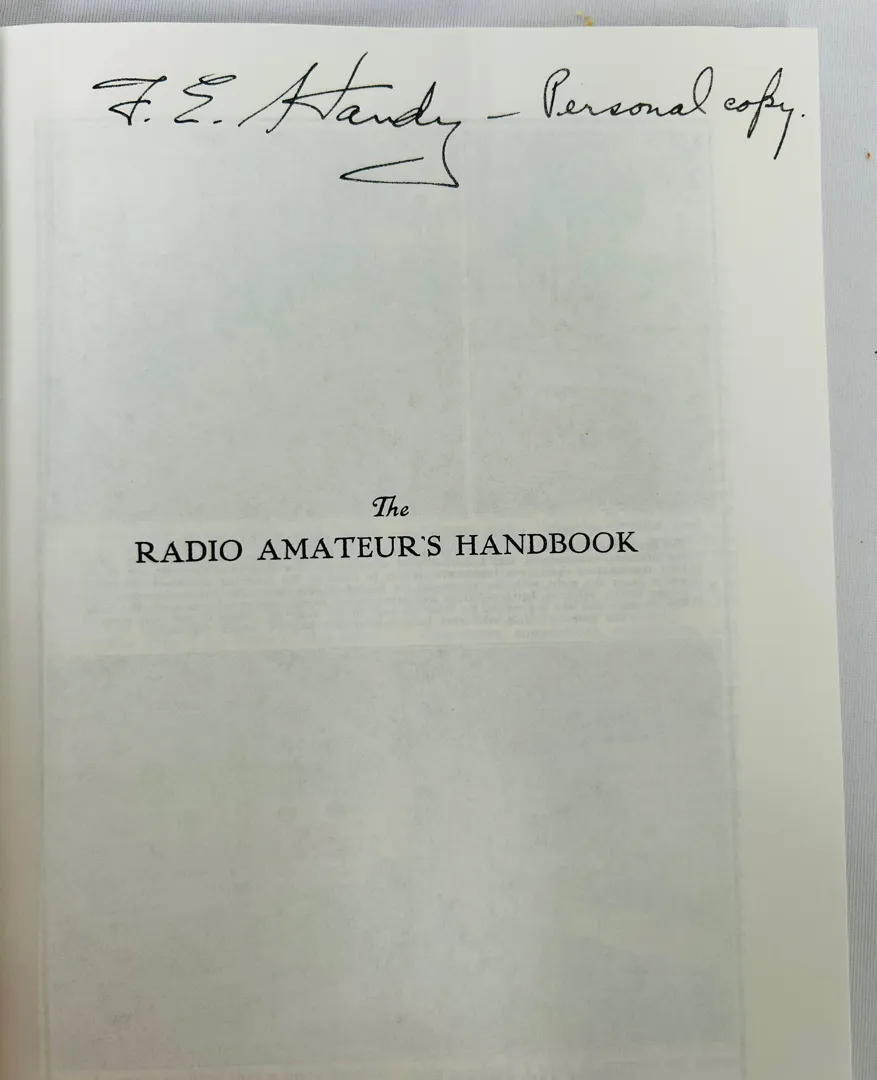 F. E. Handy – Personal copy.
The
RADIO AMATEUR'S HANDBOOK